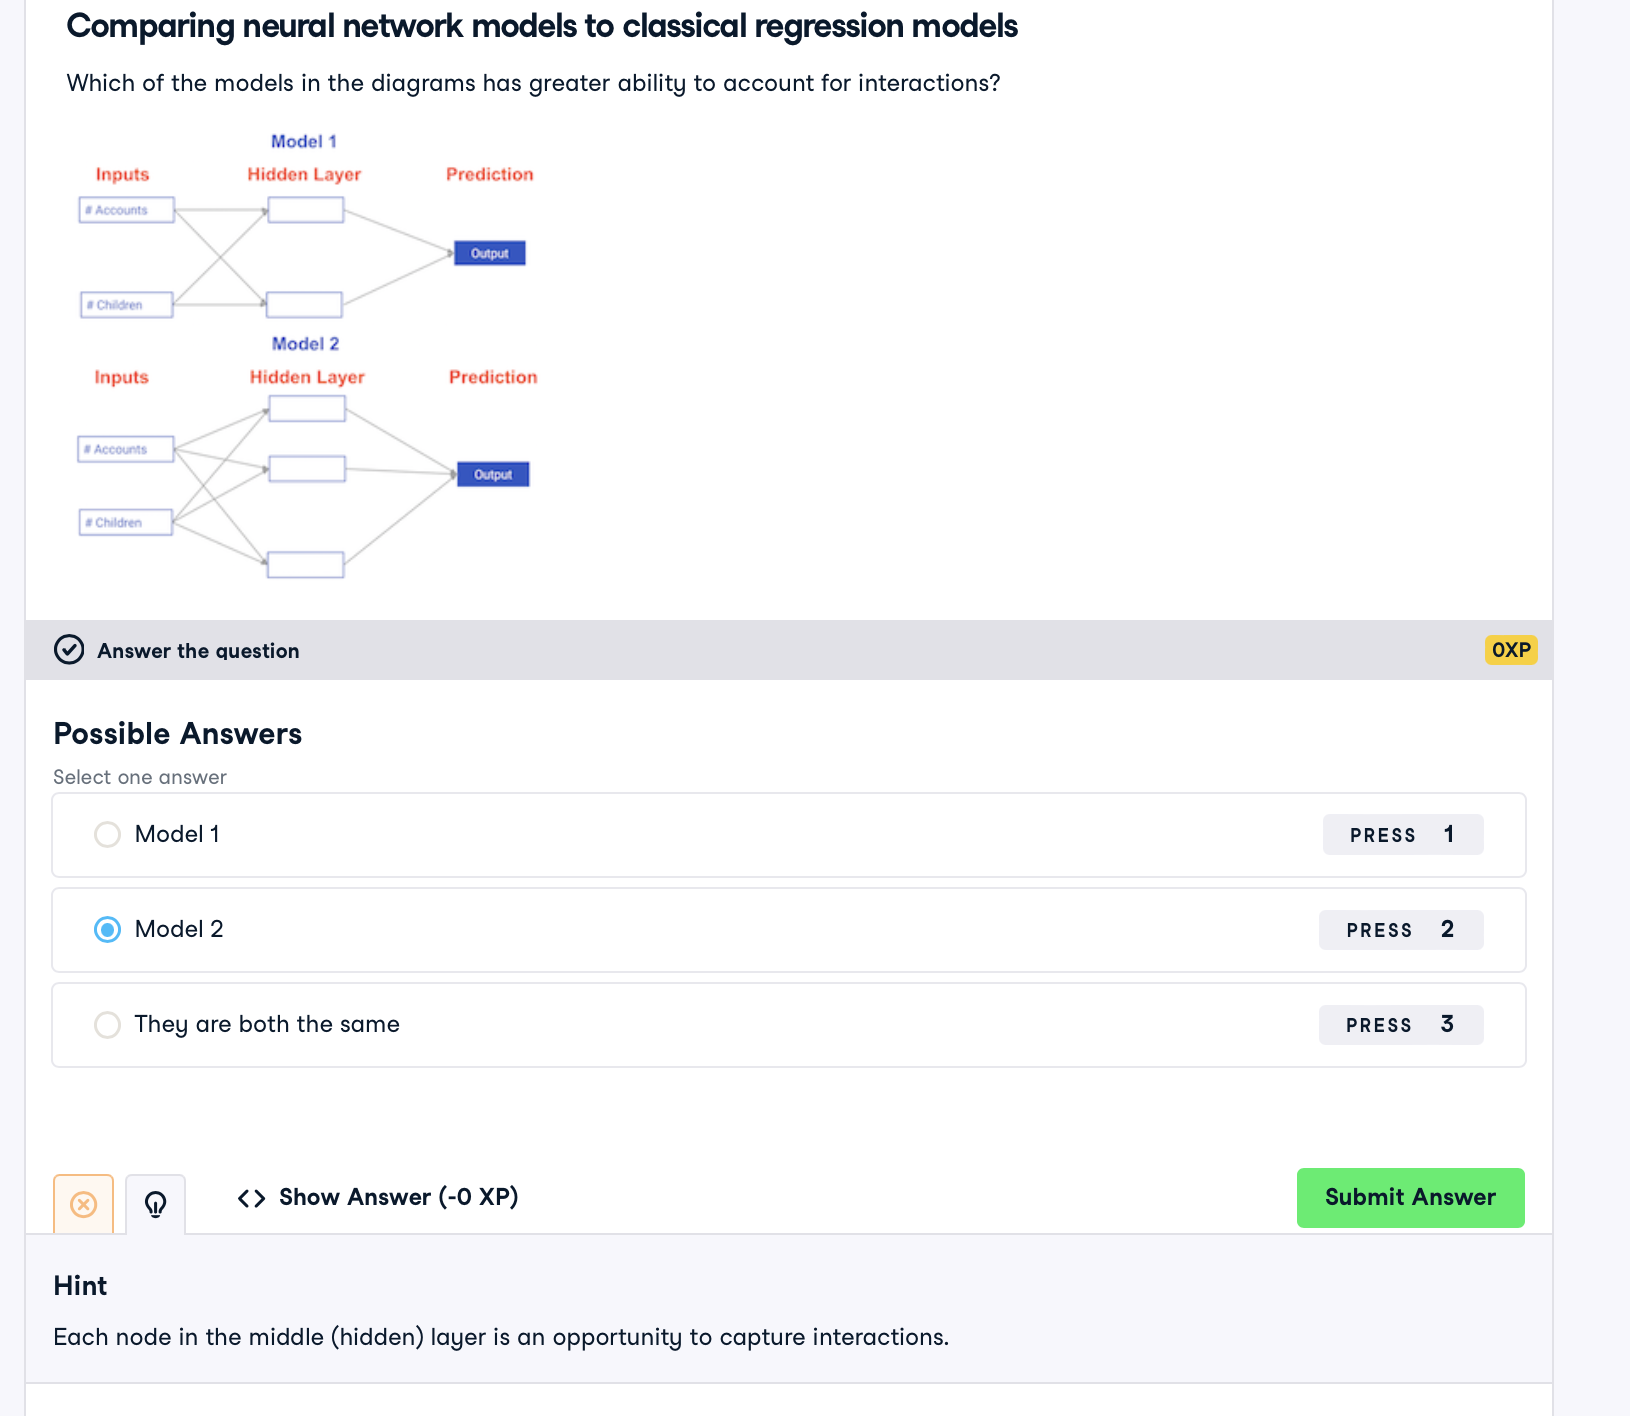 Comparing neural network models to classical regression models
Which of the models in the diagrams has greater ability to account for interactions?
Model 1
Inputs Hidden Layer Prediction
# Accounts
Output
# Children
Model 2
Inputs Hidden Layer Prediction
# Accounts
Output
# Children
Answer the question 0XP
Possible Answers
Select one answer
Model 1 PRESS 1
Model 2 PRESS 2
They are both the same PRESS 3
<> Show Answer (-0 XP) Submit Answer
Hint
Each node in the middle (hidden) layer is an opportunity to capture interactions.